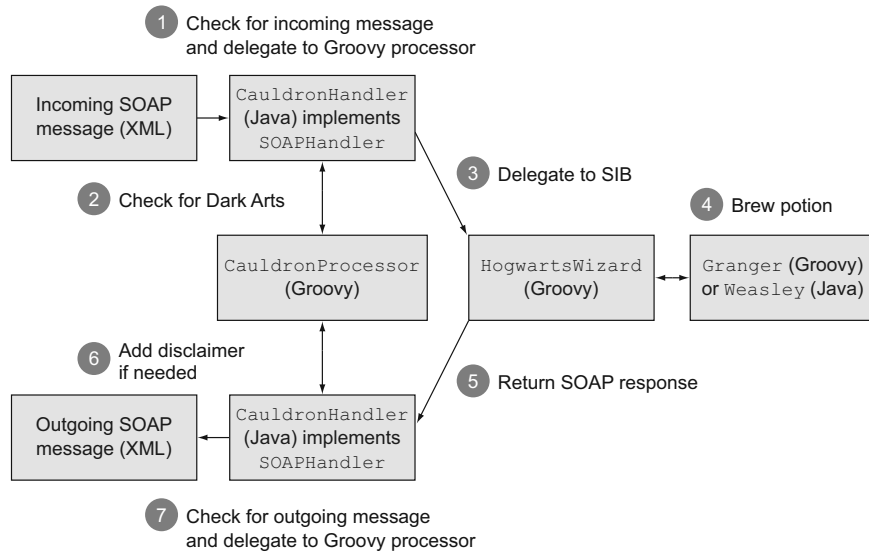 1 Check for incoming message
and delegate to Groovy processor
Incoming SOAP
message (XML)
CauldronHandler
(Java) implements
SOAPHandler
3 Delegate to SIB
2 Check for Dark Arts
4 Brew potion
CauldronProcessor
(Groovy)
HogwartsWizard
(Groovy)
Granger (Groovy)
or Weasley (Java)
6 Add disclaimer
if needed
5 Return SOAP response
Outgoing SOAP
message (XML)
CauldronHandler
(Java) implements
SOAPHandler
7 Check for outgoing message
and delegate to Groovy processor